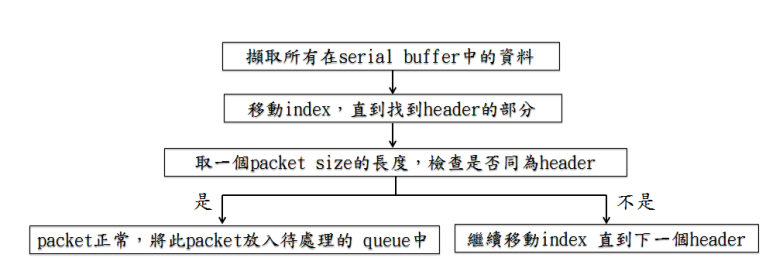 擷取所有在serial buffer中的資料
移動index，直到找到header的部分
取一個packet size的長度，檢查是否同為header
是
不是
packet正常，將此packet放入待處理的 queue中
繼續移動index 直到下一個header